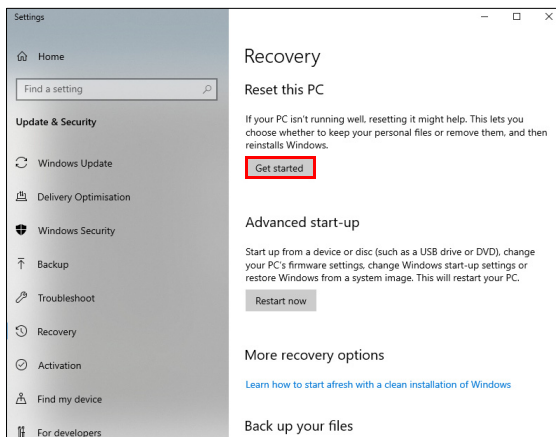 Settings
Home
Find a setting
Update & Security
Windows Update
Delivery Optimisation
Windows Security
Backup
Troubleshoot
Recovery
Activation
Find my device
For developers
Recovery
Reset this PC
If your PC isn't running well, resetting it might help. This lets you
choose whether to keep your personal files or remove them, and then
reinstalls Windows.
Get started
Advanced start-up
Start up from a device or disc (such as a USB drive or DVD), change
your PC's firmware settings, change Windows start-up settings or
restore Windows from a system image. This will restart your PC.
Restart now
More recovery options
Learn how to start afresh with a clean installation of Windows
Back up your files